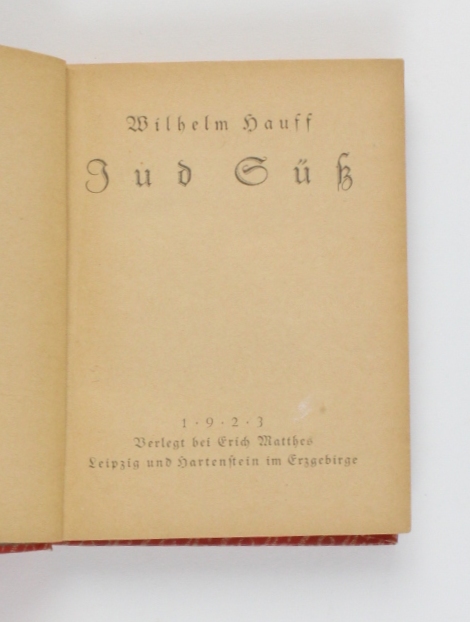 Wilhelm Hauff
Jud Süß
1·9·2·3
Verlegt bei Erich Matthes
Leipzig und Hartenstein im Erzgebirge